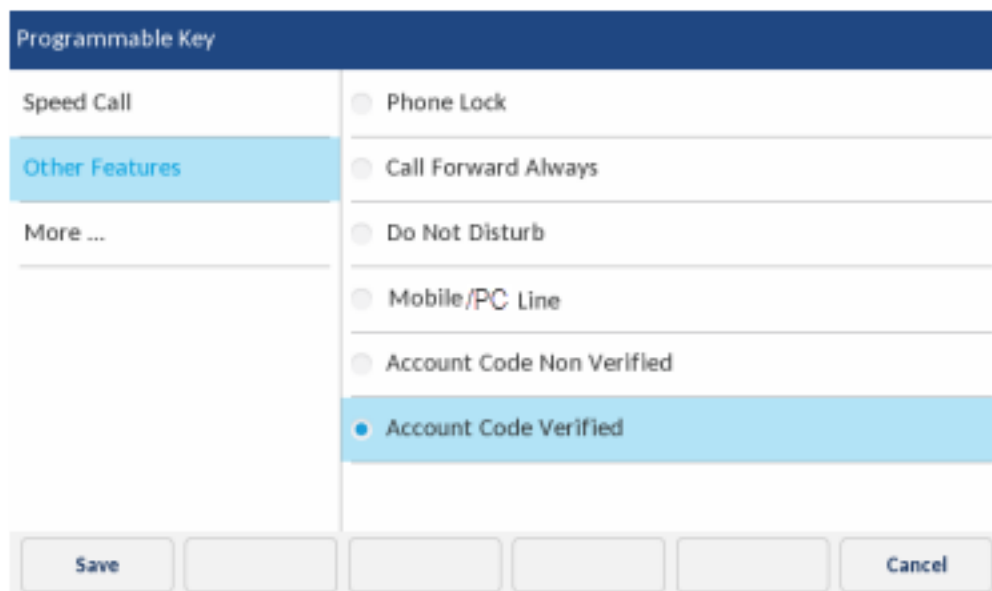 Programmable Key
Speed Call
Other Features
More ...
Phone Lock
Call Forward Always
Do Not Disturb
Mobile/PC Line
Account Code Non Verified
Account Code Verified
Save
Cancel